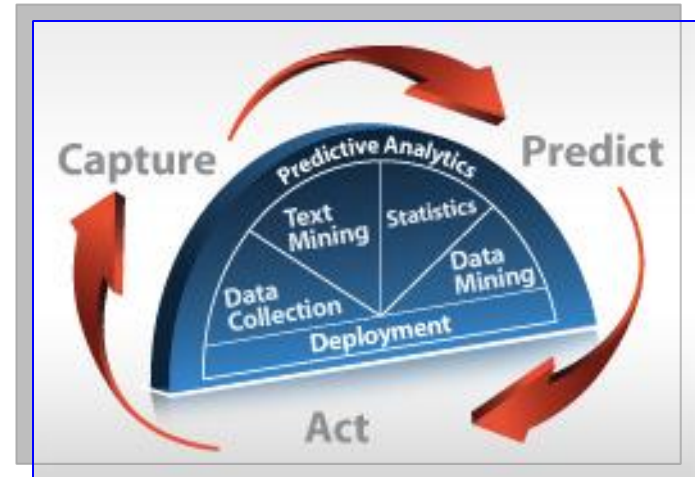 Capture
Predict
Predictive Analytics
Text
Mining
Statistics
Data
Collection
Data
Mining
Deployment
Act